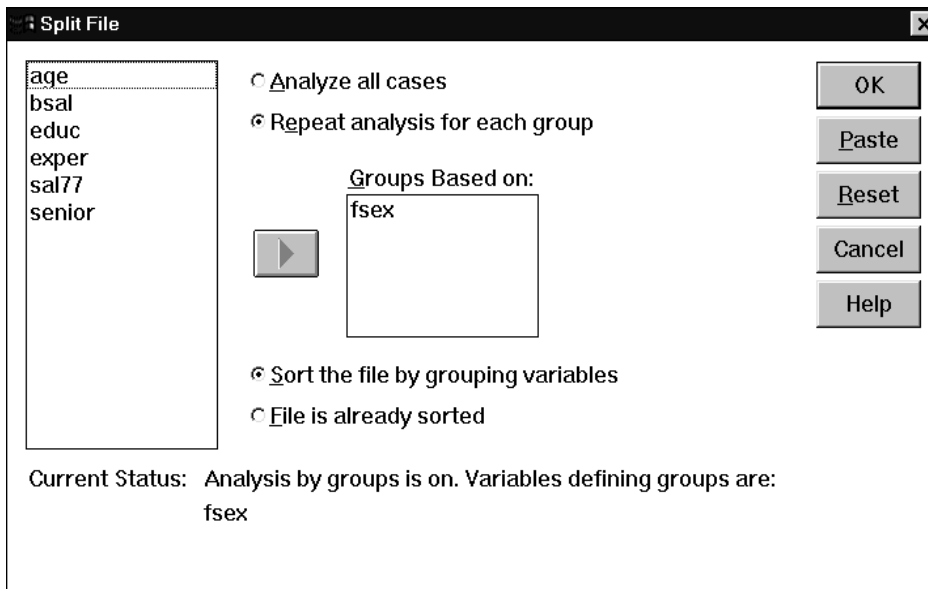 Split File
age
bsal
educ
exper
sal77
senior
Analyze all cases
Repeat analysis for each group
Groups Based on:
fsex
Sort the file by grouping variables
File is already sorted
OK
Paste
Reset
Cancel
Help
Current Status: Analysis by groups is on. Variables defining groups are:
fsex